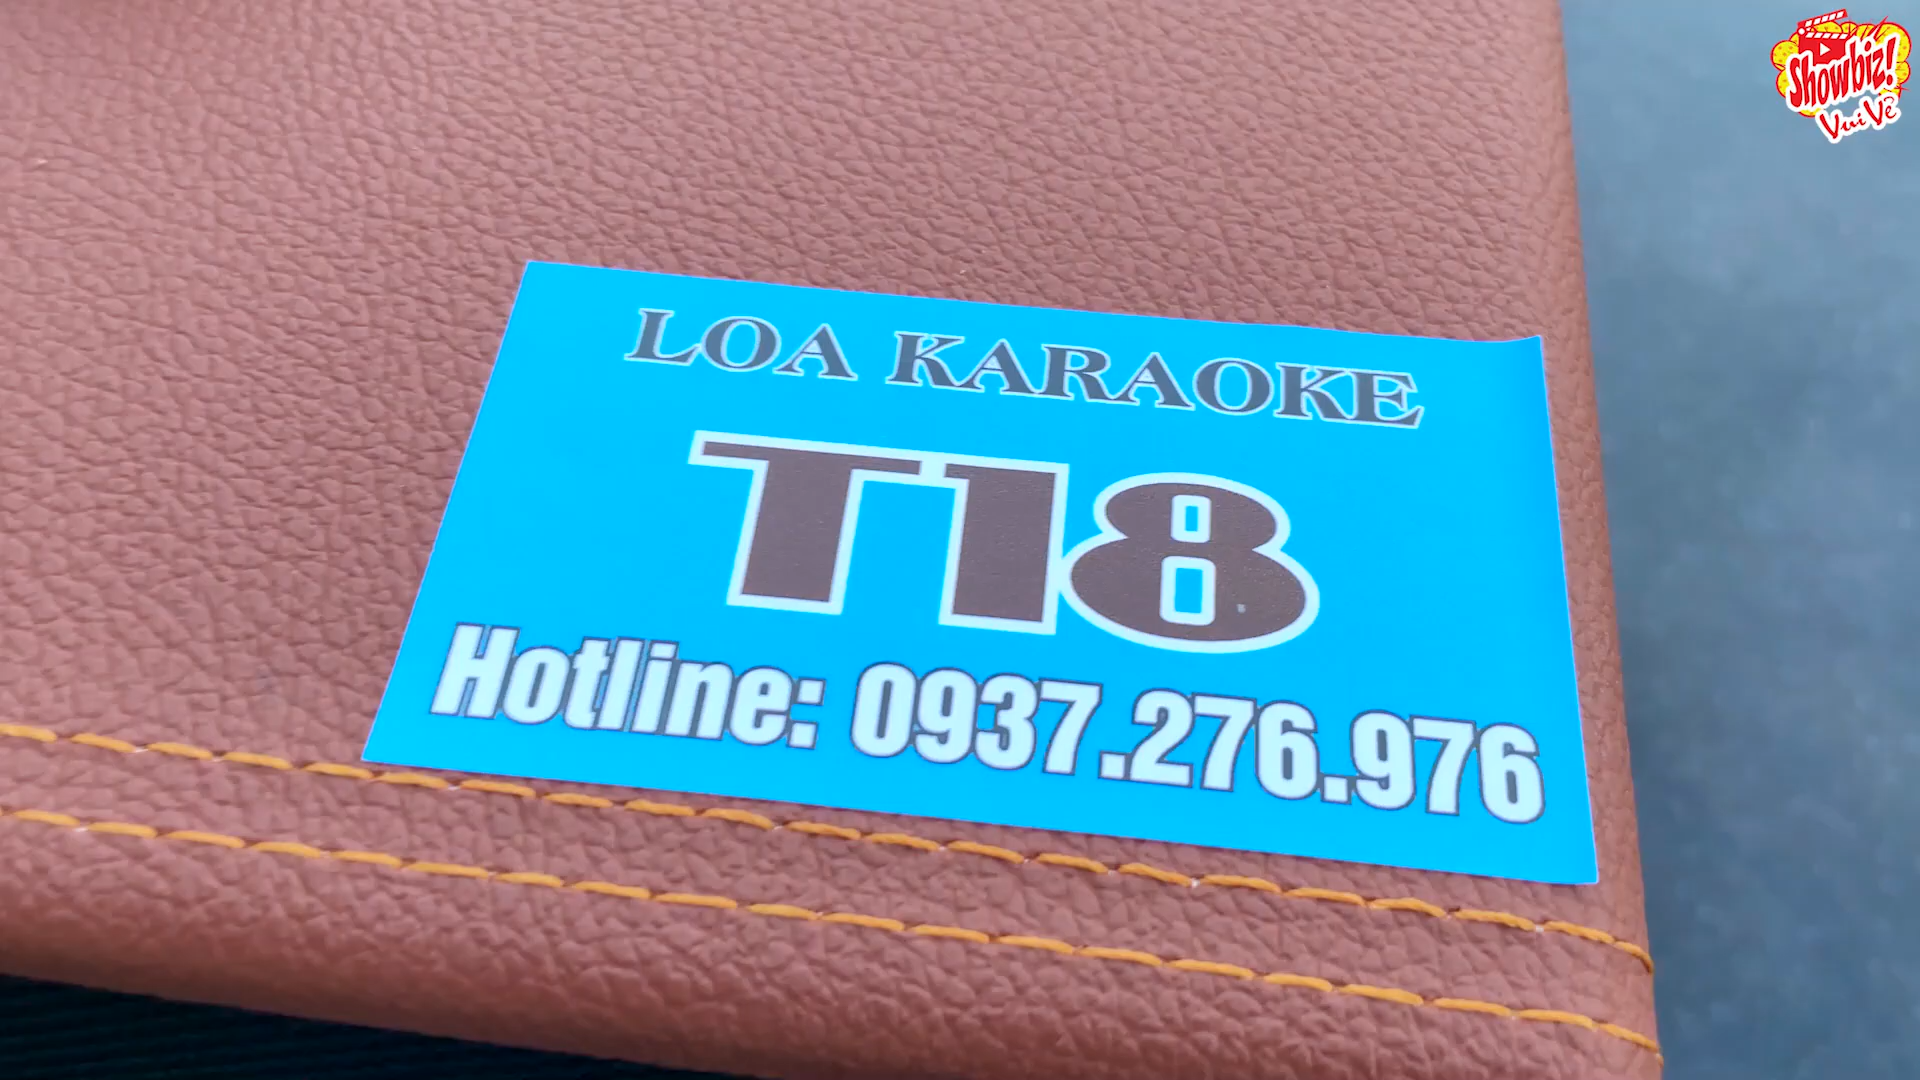 Showbiz!
Vui Vẻ
LOA KARAOKE
T18
Hotline: 0937.276.976